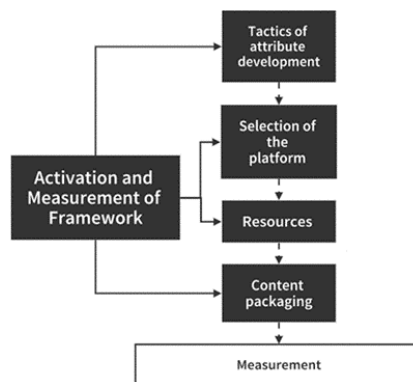 Tactics of
attribute
development
Selection of
the
platform
Activation and
Measurement of
Framework
Resources
Content
packaging
Measurement